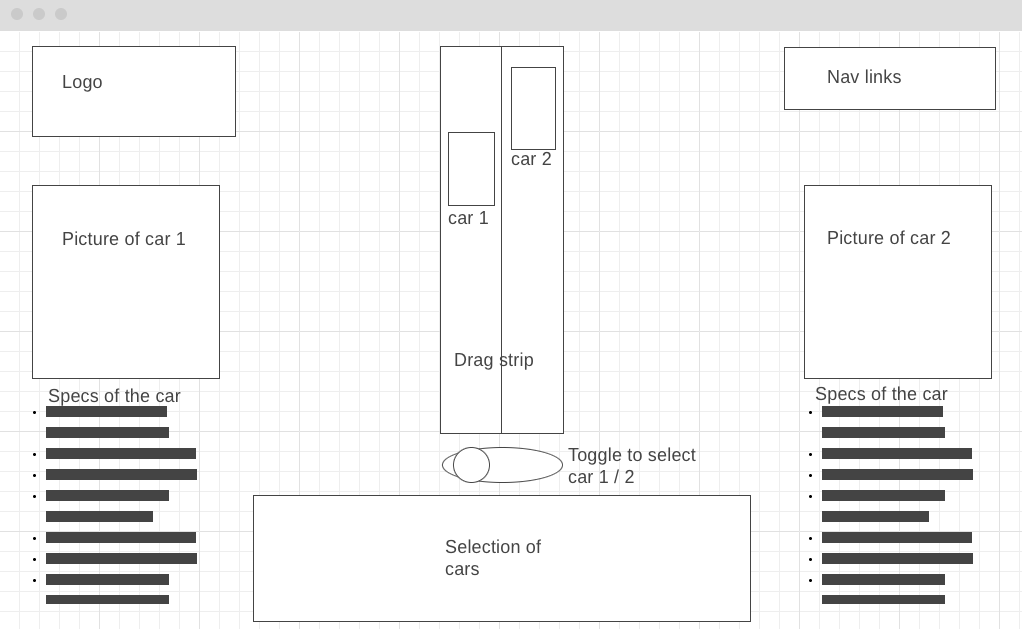 Logo
Nav links
car 2
car 1
Picture of car 1
Picture of car 2
Drag strip
Specs of the car
Specs of the car
Toggle to select
car 1 / 2
Selection of
cars